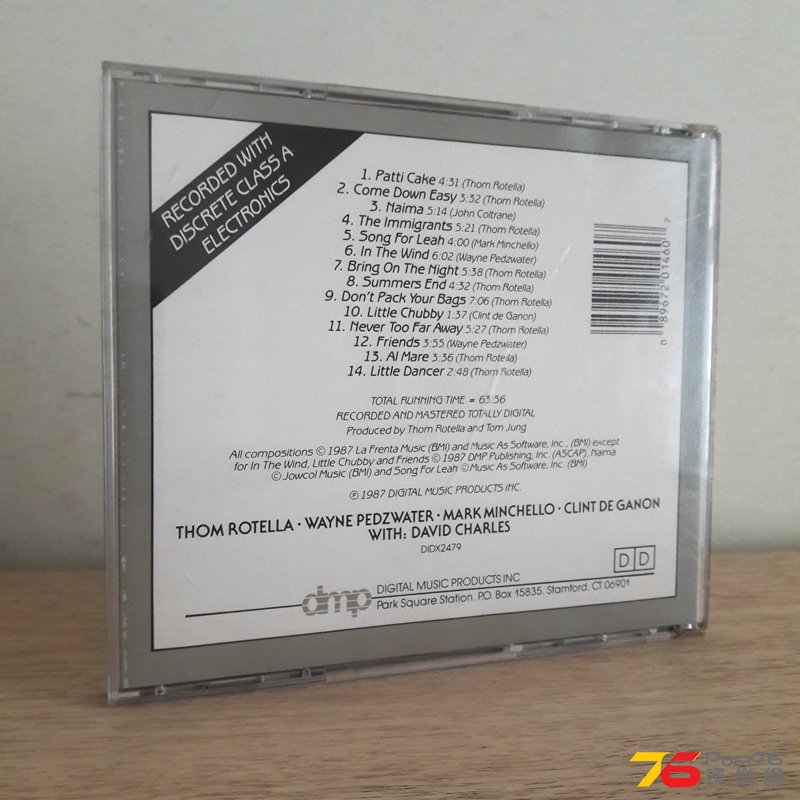 RECORDED WITH
DISCRETE CLASS A
ELECTRONICS
1. Patti Cake 4:31 (Thom Rotella)
2. Come Down Easy 3:32 (Thom Rotella)
3. Naima 5:14 (John Coltrane)
4. The Immigrants 5:21 (Thom Rotella)
5. Song For Leah 4:00 (Mark Minchello)
6. In The Wind 6:02 (Wayne Pedzwater)
7. Bring On The Night 5:38 (Thom Rotella)
8. Summers End 4:32 (Thom Rotella)
9. Don't Pack Your Bags 7:06 (Thom Rotella)
10. Little Chubby 1:37 (Clint de Ganon)
11. Never Too Far Away 5:27 (Thom Rotella)
12. Friends 3:55 (Wayne Pedzwater)
13. Al Mare 3:36 (Thom Rotella)
14. Little Dancer 2:48 (Thom Rotella)
0 89672 01460 7
TOTAL RUNNING TIME = 63:56
RECORDED AND MASTERED TOTALLY DIGITAL
Produced by Thom Rotella and Tom Jung
All compositions © 1987 La Frenta Music (BMI) and Music As Software, Inc., (BMI) except
for In The Wind, Little Chubby and Friends © 1987 DMP Publishing, Inc. (ASCAP), Naima
© Jowcol Music (BMI) and Song For Leah ©Music As Software, Inc. (BMI)
℗ 1987 DIGITAL MUSIC PRODUCTS INC.
THOM ROTELLA • WAYNE PEDZWATER • MARK MINCHELLO • CLINT DE GANON
WITH: DAVID CHARLES
DIDX2479
DD
dmp
DIGITAL MUSIC PRODUCTS INC
Park Square Station, P.O. Box 15835, Stamford, CT 06901
76
Post76